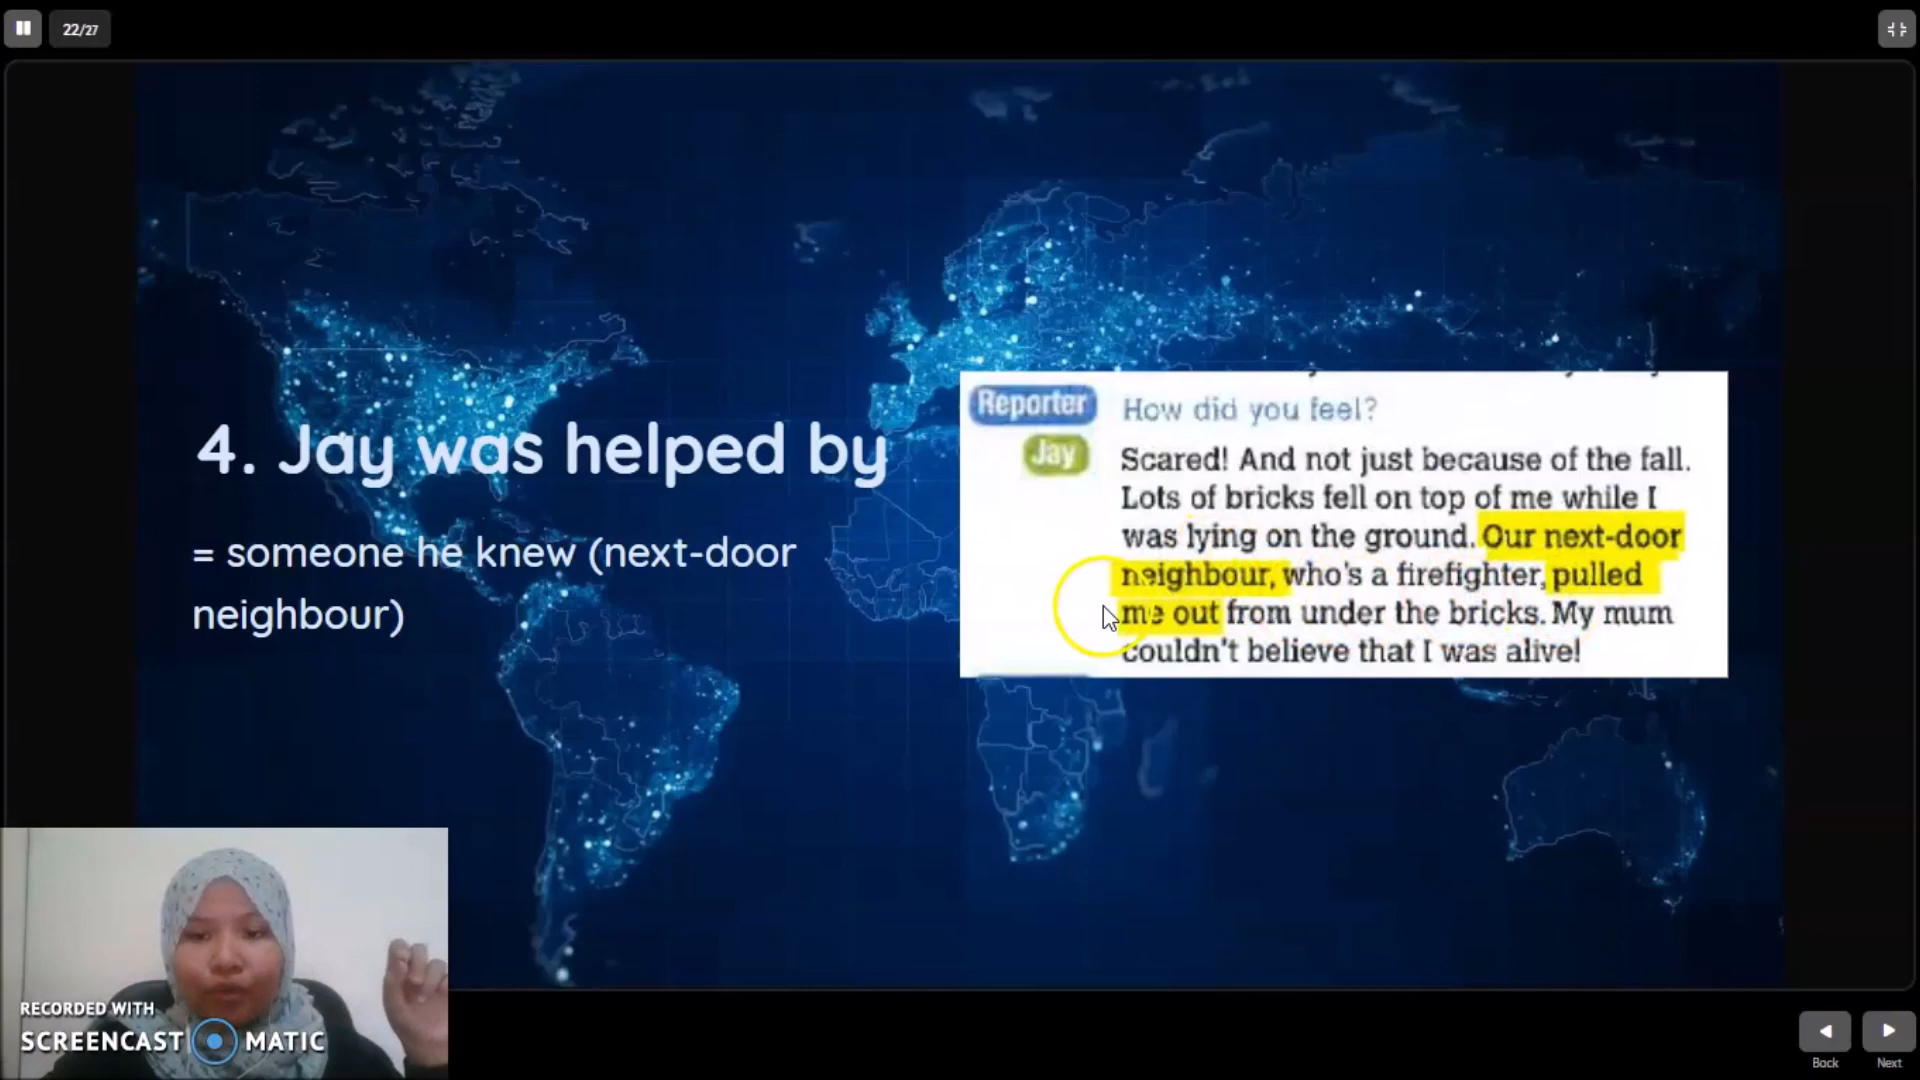 22/27
4. Jay was helped by
= someone he knew (next-door
neighbour)
Reporter How did you feel?
Jay Scared! And not just because of the fall.
Lots of bricks fell on top of me while I
was lying on the ground. Our next-door
neighbour, who's a firefighter, pulled
me out from under the bricks. My mum
couldn't believe that I was alive!
RECORDED WITH
SCREENCAST MATIC
Back Next